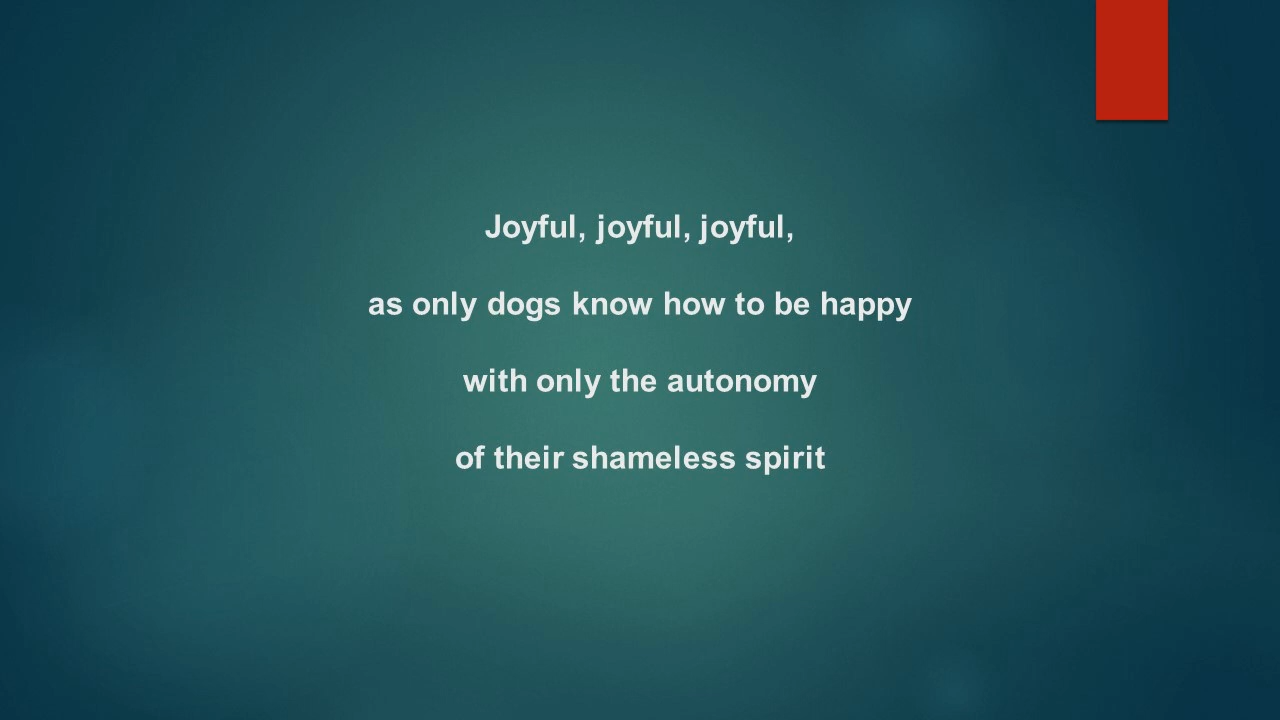 Joyful, joyful, joyful,
as only dogs know how to be happy
with only the autonomy
of their shameless spirit